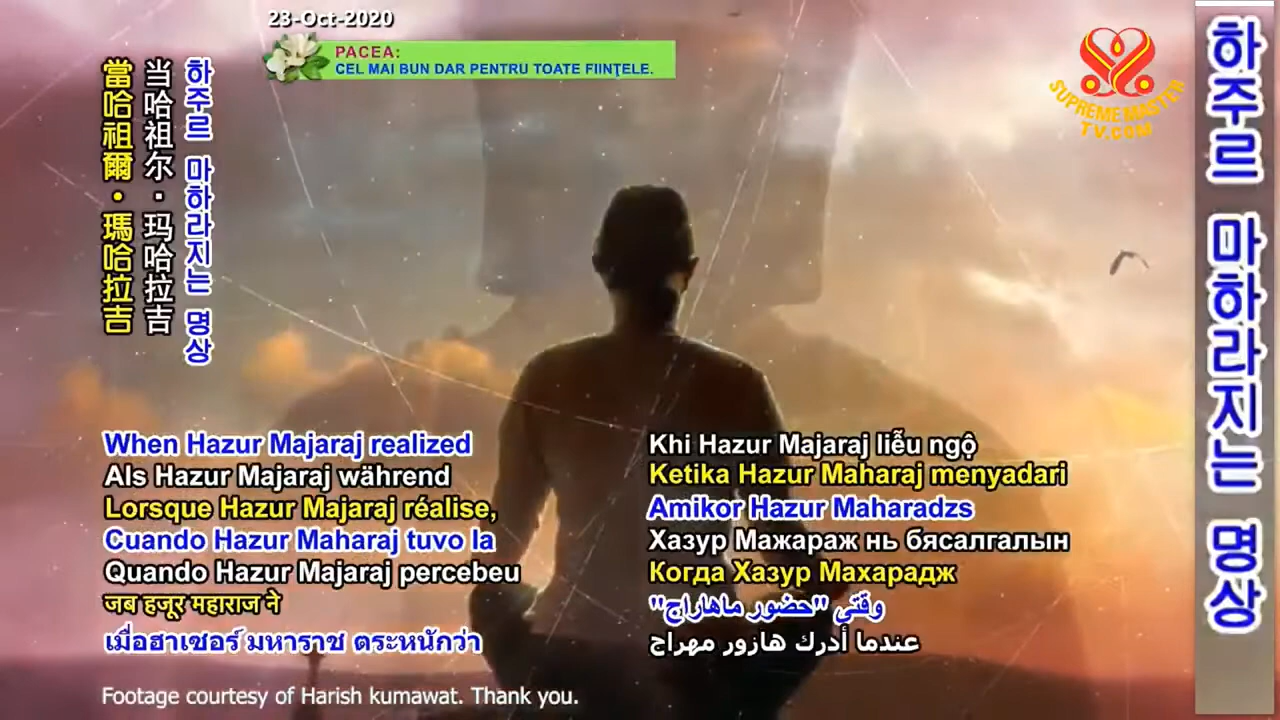 23-Oct-2020
PACEA:
CEL MAI BUN DAR PENTRU TOATE FIINŢELE.
SUPREME MASTER
TV.COM
하주르 마하라지는 명상
當哈祖爾・瑪哈拉吉
当哈祖尔・玛哈拉吉
하주르 마하라지는 명상
When Hazur Majaraj realized
Als Hazur Majaraj während
Lorsque Hazur Majaraj réalise,
Cuando Hazur Maharaj tuvo la
Quando Hazur Majaraj percebeu
जब हजूर महाराज ने
เมื่อฮาเซอร์ มหาราช ตระหนักว่า
Khi Hazur Majaraj liễu ngộ
Ketika Hazur Maharaj menyadari
Amikor Hazur Maharadzs
Хазур Мажараж нь бясалгалын
Когда Хазур Махарадж
وقتی "حضور ماهاراج"
عندما أدرك هازور مهراج
Footage courtesy of Harish kumawat. Thank you.